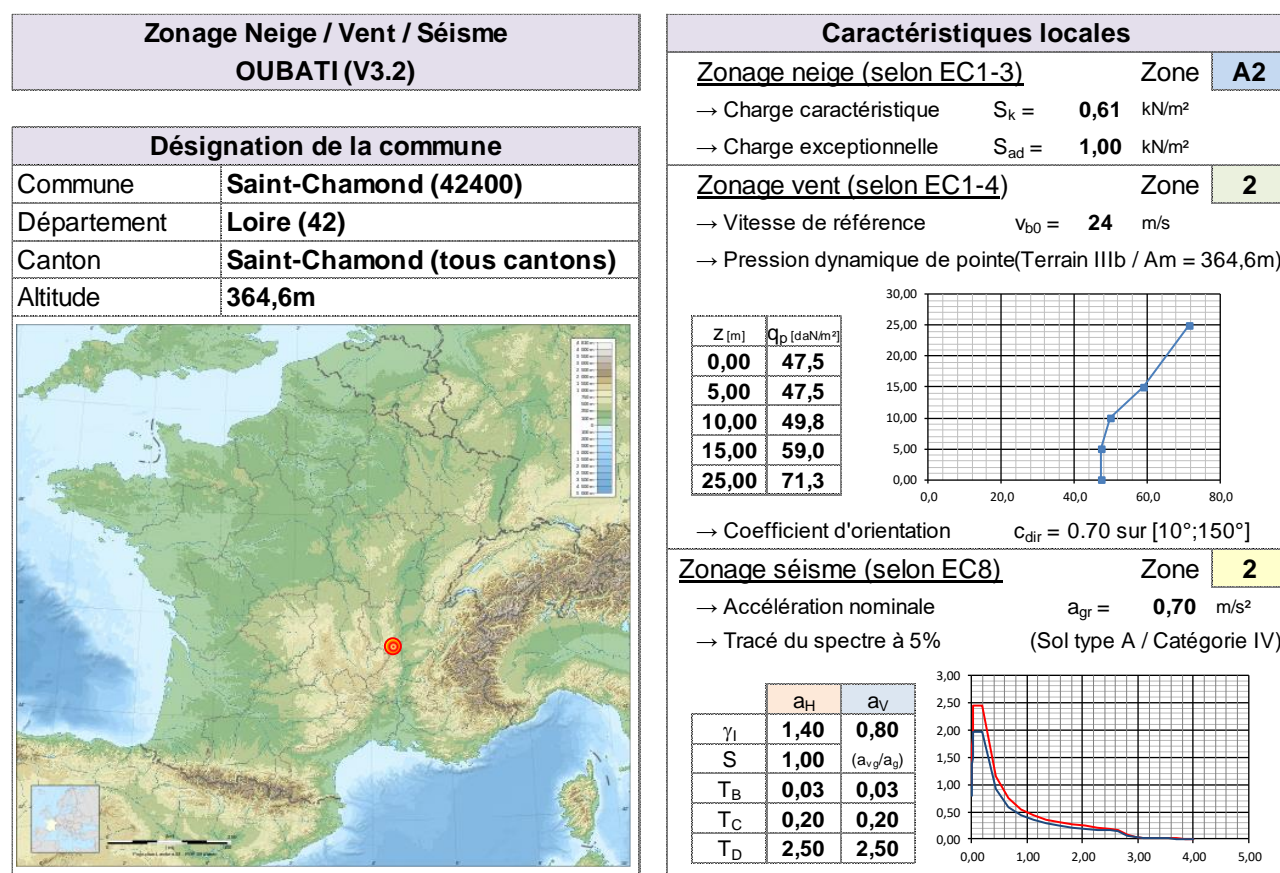 Zonage Neige / Vent / Séisme
OUBATI (V3.2)
Désignation de la commune
Commune Saint-Chamond (42400)
Département Loire (42)
Canton Saint-Chamond (tous cantons)
Altitude 364,6m
Caractéristiques locales
Zonage neige (selon EC1-3) Zone A2
→ Charge caractéristique Sk = 0,61 kN/m²
→ Charge exceptionnelle Sad = 1,00 kN/m²
Zonage vent (selon EC1-4) Zone 2
→ Vitesse de référence vb0 = 24 m/s
→ Pression dynamique de pointe(Terrain IIIb / Am = 364,6m)
z [m] qp [daN/m²]
0,00 47,5
5,00 47,5
10,00 49,8
15,00 59,0
25,00 71,3
30,00
25,00
20,00
15,00
10,00
5,00
0,00
0,0 20,0 40,0 60,0 80,0
→ Coefficient d'orientation cdir = 0.70 sur [10°;150°]
Zonage séisme (selon EC8) Zone 2
→ Accélération nominale agr = 0,70 m/s²
→ Tracé du spectre à 5% (Sol type A / Catégorie IV)
aH aV
γI 1,40 0,80
S 1,00 (avg/ag)
TB 0,03 0,03
TC 0,20 0,20
TD 2,50 2,50
3,00
2,50
2,00
1,50
1,00
0,50
0,00
0,00 1,00 2,00 3,00 4,00 5,00